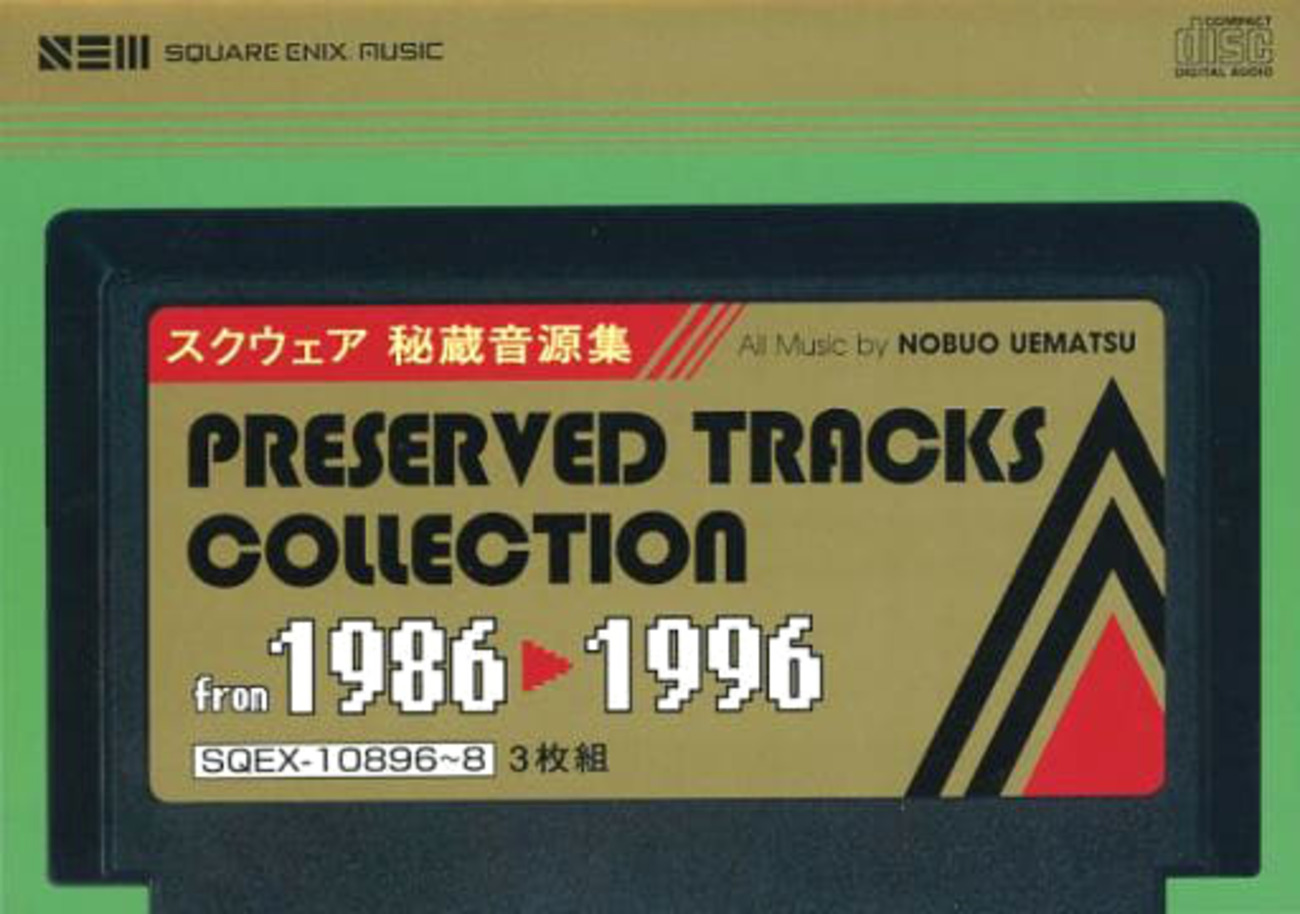 SQUARE ENIX MUSIC
COMPACT
disc
DIGITAL AUDIO
スクウェア 秘蔵音源集
All Music by NOBUO UEMATSU
PRESERVED TRACKS
COLLECTION
from 1986 ▶ 1996
SQEX-10896~8 3枚組